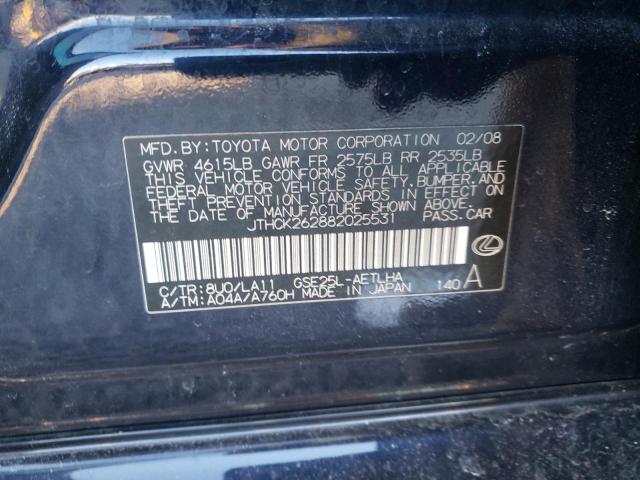 MFD.BY:TOYOTA MOTOR CORPORATION 02/08
GVWR 4615LB GAWR FR 2575LB RR 2535LB
THIS VEHICLE CONFORMS TO ALL APPLICABLE
FEDERAL MOTOR VEHICLE SAFETY,BUMPER,AND
THEFT PREVENTION STANDARDS IN EFFECT ON
THE DATE OF MANUFACTURE SHOWN ABOVE.
JTHCK262882025531 PASS.CAR
C/TR:8U0/LA11 GSE25L-AETLHA
A/TM:A04A/A760H MADE IN JAPAN 140 A